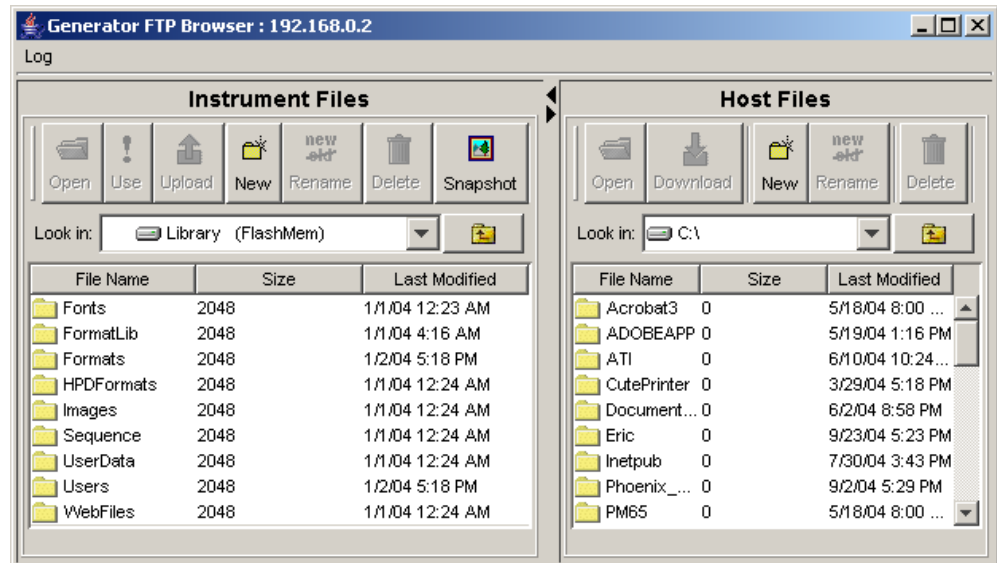 Generator FTP Browser : 192.168.0.2
Log
Instrument Files
Open Use Upload New new old Rename Delete Snapshot
Look in: Library (FlashMem)
File Name Size Last Modified
Fonts 2048 1/1/04 12:23 AM
FormatLib 2048 1/1/04 4:16 AM
Formats 2048 1/2/04 5:18 PM
HPDFormats 2048 1/1/04 12:24 AM
Images 2048 1/1/04 12:24 AM
Sequence 2048 1/1/04 12:24 AM
UserData 2048 1/1/04 12:24 AM
Users 2048 1/2/04 5:18 PM
WebFiles 2048 1/1/04 12:24 AM
Host Files
Open Download New new old Rename Delete
Look in: C:\
File Name Size Last Modified
Acrobat3 0 5/18/04 8:00 ...
ADOBEAPP 0 5/19/04 1:16 PM
ATI 0 6/10/04 10:24...
CutePrinter 0 3/29/04 5:18 PM
Document... 0 6/2/04 8:58 PM
Eric 0 9/23/04 5:23 PM
Inetpub 0 7/30/04 3:43 PM
Phoenix_... 0 9/2/04 5:29 PM
PM65 0 5/18/04 8:00 ...